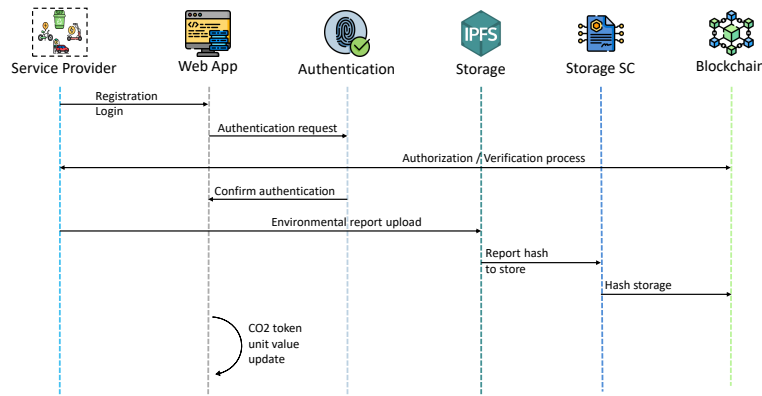 IPFS
Service Provider
Web App
Authentication
Storage
Storage SC
Blockchain
Registration
Login
Authentication request
Authorization / Verification process
Confirm authentication
Environmental report upload
Report hash
to store
Hash storage
CO2 token
unit value
update